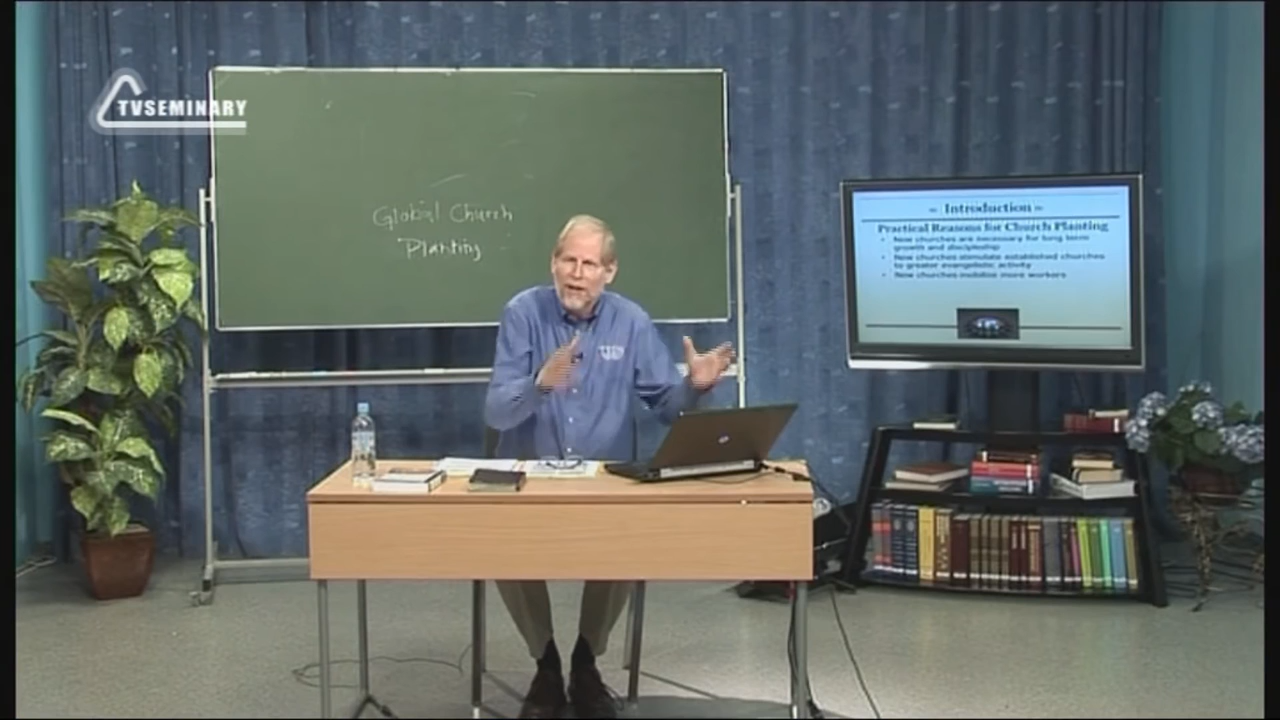 TVSEMINARY
Global Church
Planting
Introduction
Practical Reasons for Church Planting
• New churches are necessary for long term
growth and discipleship
• New churches stimulate established churches
to greater evangelistic activity
• New churches mobilize more workers